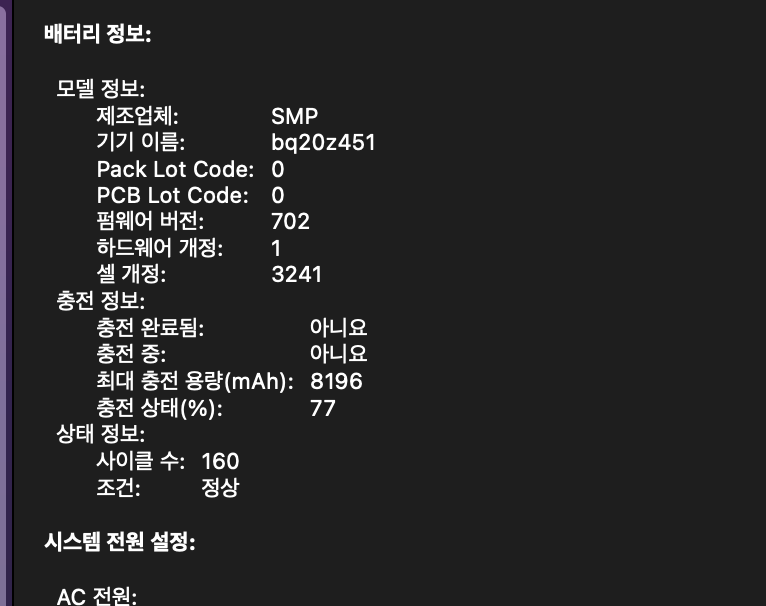 배터리 정보:
모델 정보:
제조업체: SMP
기기 이름: bq20z451
Pack Lot Code: 0
PCB Lot Code: 0
펌웨어 버전: 702
하드웨어 개정: 1
셀 개정: 3241
충전 정보:
충전 완료됨: 아니요
충전 중: 아니요
최대 충전 용량(mAh): 8196
충전 상태(%): 77
상태 정보:
사이클 수: 160
조건: 정상
시스템 전원 설정:
AC 전원: